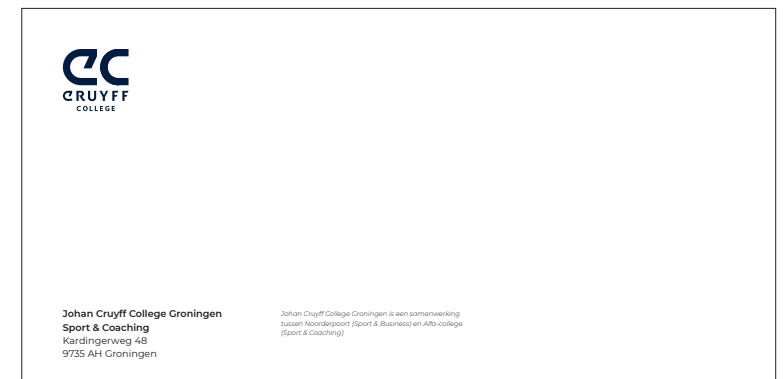 CRUYFF
COLLEGE
Johan Cruyff College Groningen
Sport & Coaching
Kardingerweg 48
9735 AH Groningen
Johan Cruyff College Groningen is een samenwerking
tussen Noorderpoort (Sport & Business) en Alfa-college
(Sport & Coaching)